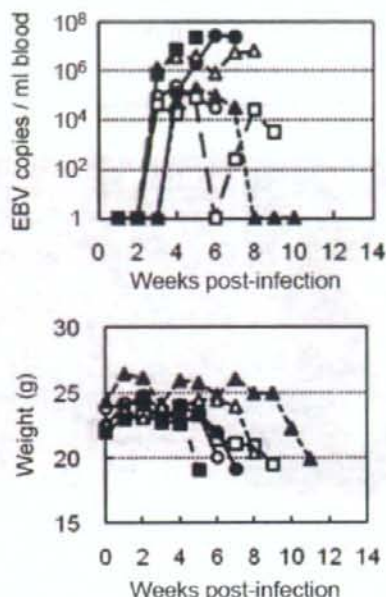 EBV copies / ml blood
10⁸
10⁶
10⁴
10²
1
0 2 4 6 8 10 12 14
Weeks post-infection
Weight (g)
30
25
20
15
0 2 4 6 8 10 12 14
Weeks post-infection